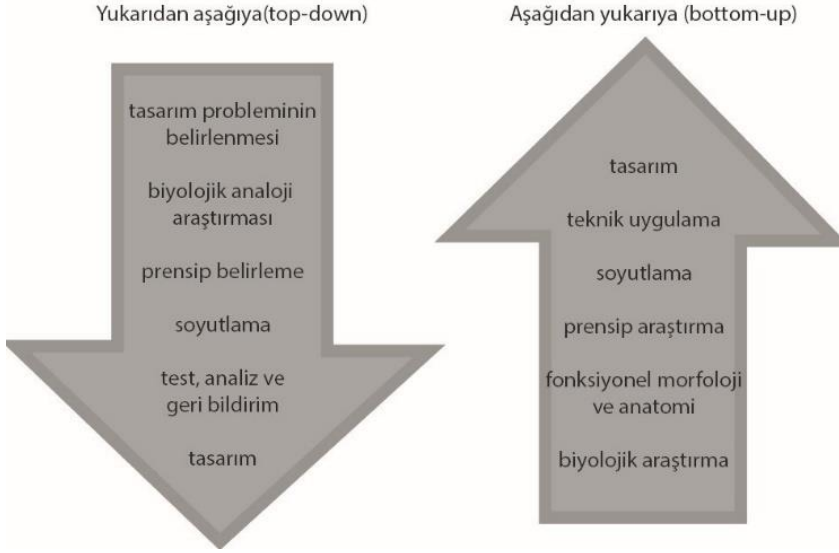 Yukarıdan aşağıya(top-down)
tasarım probleminin
belirlenmesi
biyolojik analoji
araştırması
prensip belirleme
soyutlama
test, analiz ve
geri bildirim
tasarım
Aşağıdan yukarıya (bottom-up)
tasarım
teknik uygulama
soyutlama
prensip araştırma
fonksiyonel morfoloji
ve anatomi
biyolojik araştırma